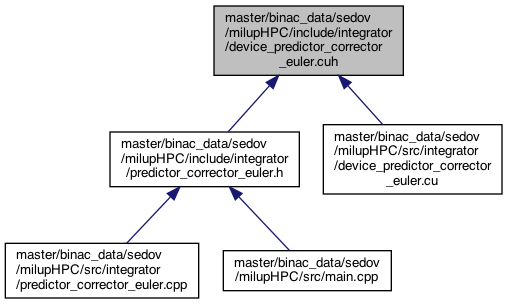 master/binac_data/sedov
/milupHPC/include/integrator
/device_predictor_corrector
_euler.cuh
master/binac_data/sedov
/milupHPC/include/integrator
/predictor_corrector_euler.h
master/binac_data/sedov
/milupHPC/src/integrator
/device_predictor_corrector
_euler.cu
master/binac_data/sedov
/milupHPC/src/integrator
/predictor_corrector_euler.cpp
master/binac_data/sedov
/milupHPC/src/main.cpp